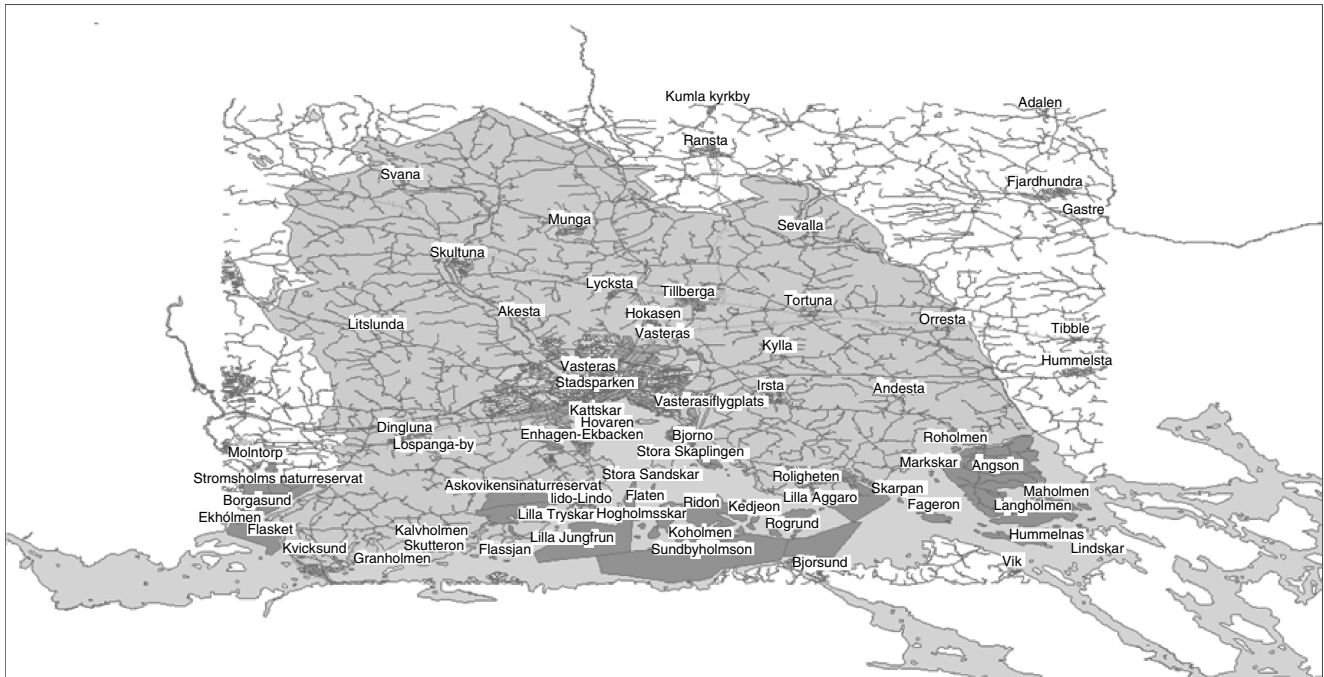 Kumla kyrkby
Adalen
Ransta
Svana
Fjardhundra
Gastre
Munga
Sevalla
Skultuna
Lycksta
Tillberga
Tortuna
Akesta
Hokasen
Litslunda
Orresta
Vasteras
Tibble
Kylla
Hummelsta
Vasteras
Stadsparken
Irsta
Andesta
Vasterasiflygplats
Kattskar
Hovaren
Dingluna
Enhagen-Ekbacken
Bjorno
Lospanga-by
Roholmen
Molntorp
Stora Skaplingen
Markskar
Angson
Stromsholms naturreservat
Stora Sandskar
Roligheten
Askovikensinaturreservat
Skarpan
Maholmen
Borgasund
Iido-Lindo
Flaten
Ridon
Kedjeon
Lilla Aggaro
Fageron
Langholmen
Ekhólmen
Lilla Tryskar
Hogholmsskar
Rogrund
Flasket
Kalvholmen
Koholmen
Hummelnas
Lilla Jungfrun
Kvicksund
Skutteron
Flassjan
Sundbyholmson
Lindskar
Granholmen
Bjorsund
Vik